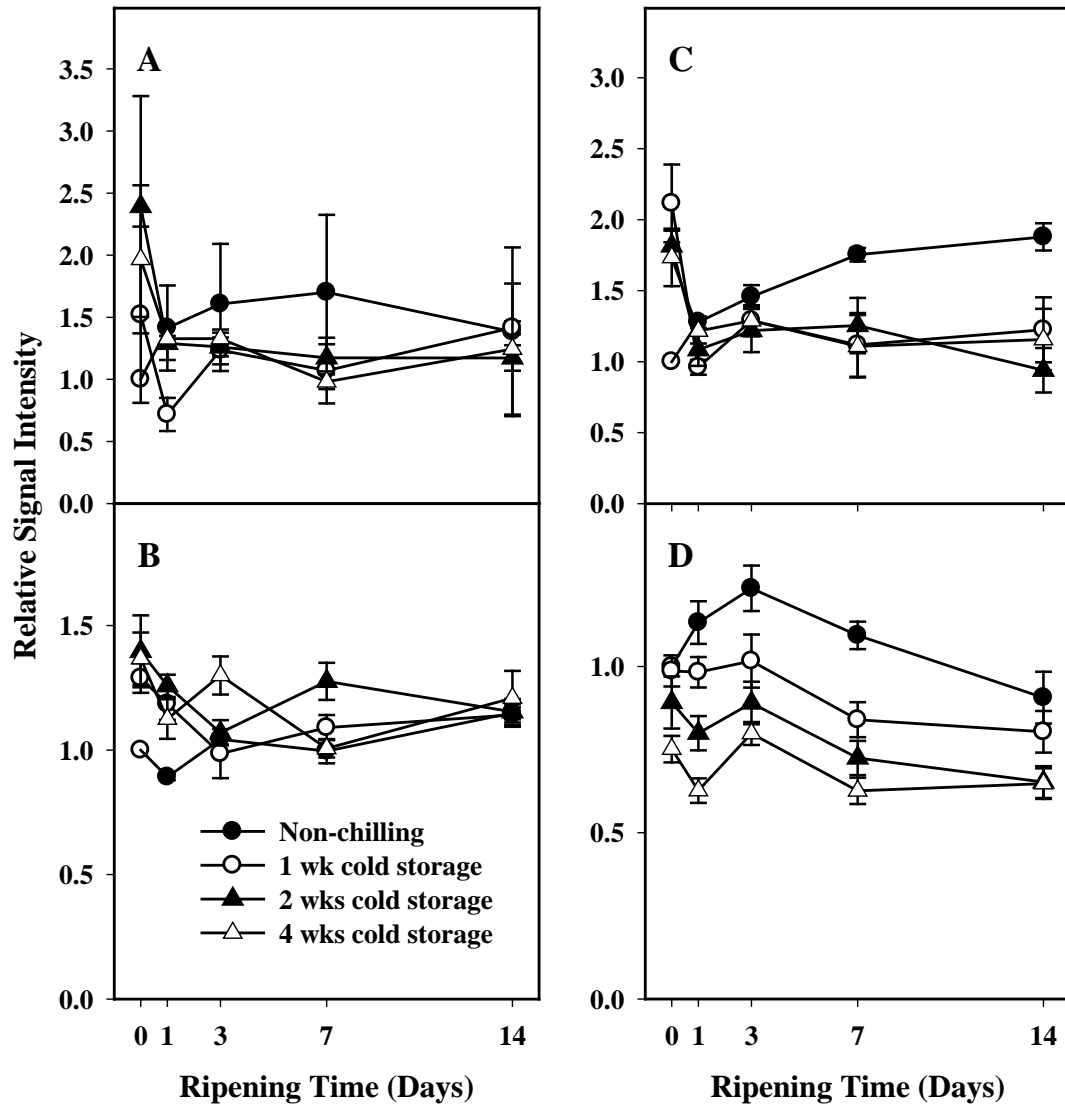 A
3.5
3.0
2.5
2.0
1.5
1.0
0.5
0.0
C
3.0
2.5
2.0
1.5
1.0
0.5
0.0
Relative Signal Intensity
B
1.5
1.0
0.5
0.0
Non-chilling
1 wk cold storage
2 wks cold storage
4 wks cold storage
0 1 3 7 14
Ripening Time (Days)
D
1.0
0.5
0.0
0 1 3 7 14
Ripening Time (Days)